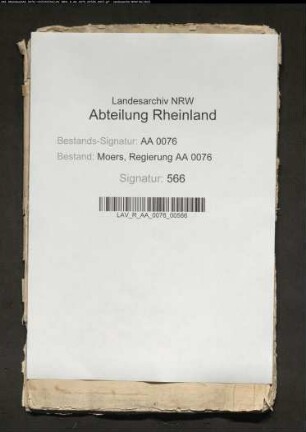 Landesarchiv NRW
Abteilung Rheinland
Bestands-Signatur: AA 0076
Bestand: Moers, Regierung AA 0076
Signatur: 566
LAV_R_AA_0076_00566